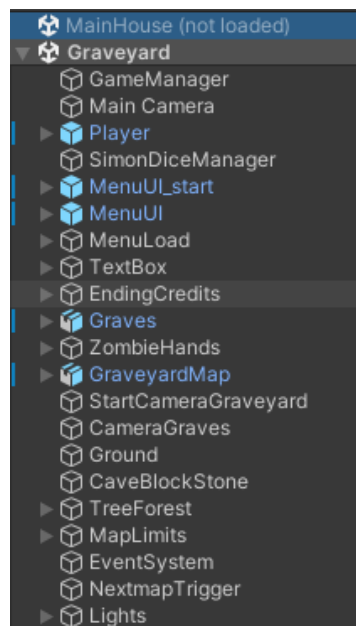 MainHouse (not loaded)
Graveyard
GameManager
Main Camera
Player
SimonDiceManager
MenuUI_start
MenuUI
MenuLoad
TextBox
EndingCredits
Graves
ZombieHands
GraveyardMap
StartCameraGraveyard
CameraGraves
Ground
CaveBlockStone
TreeForest
MapLimits
EventSystem
NextmapTrigger
Lights